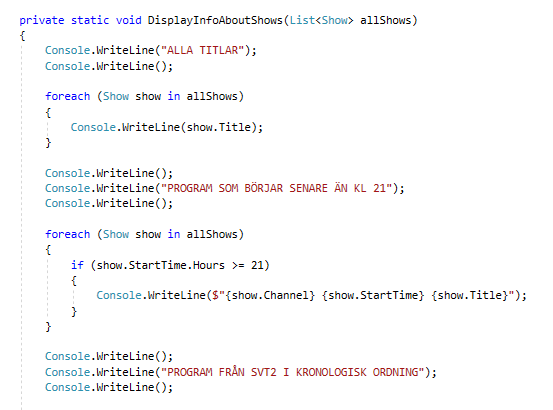 private static void DisplayInfoAboutShows(List<Show> allShows)
{
    Console.WriteLine("ALLA TITLAR");
    Console.WriteLine();

    foreach (Show show in allShows)
    {
        Console.WriteLine(show.Title);
    }

    Console.WriteLine();
    Console.WriteLine("PROGRAM SOM BÖRJAR SENARE ÄN KL 21");
    Console.WriteLine();

    foreach (Show show in allShows)
    {
        if (show.StartTime.Hours >= 21)
        {
            Console.WriteLine($"{show.Channel} {show.StartTime} {show.Title}");
        }
    }

    Console.WriteLine();
    Console.WriteLine("PROGRAM FRÅN SVT2 I KRONOLOGISK ORDNING");
    Console.WriteLine();